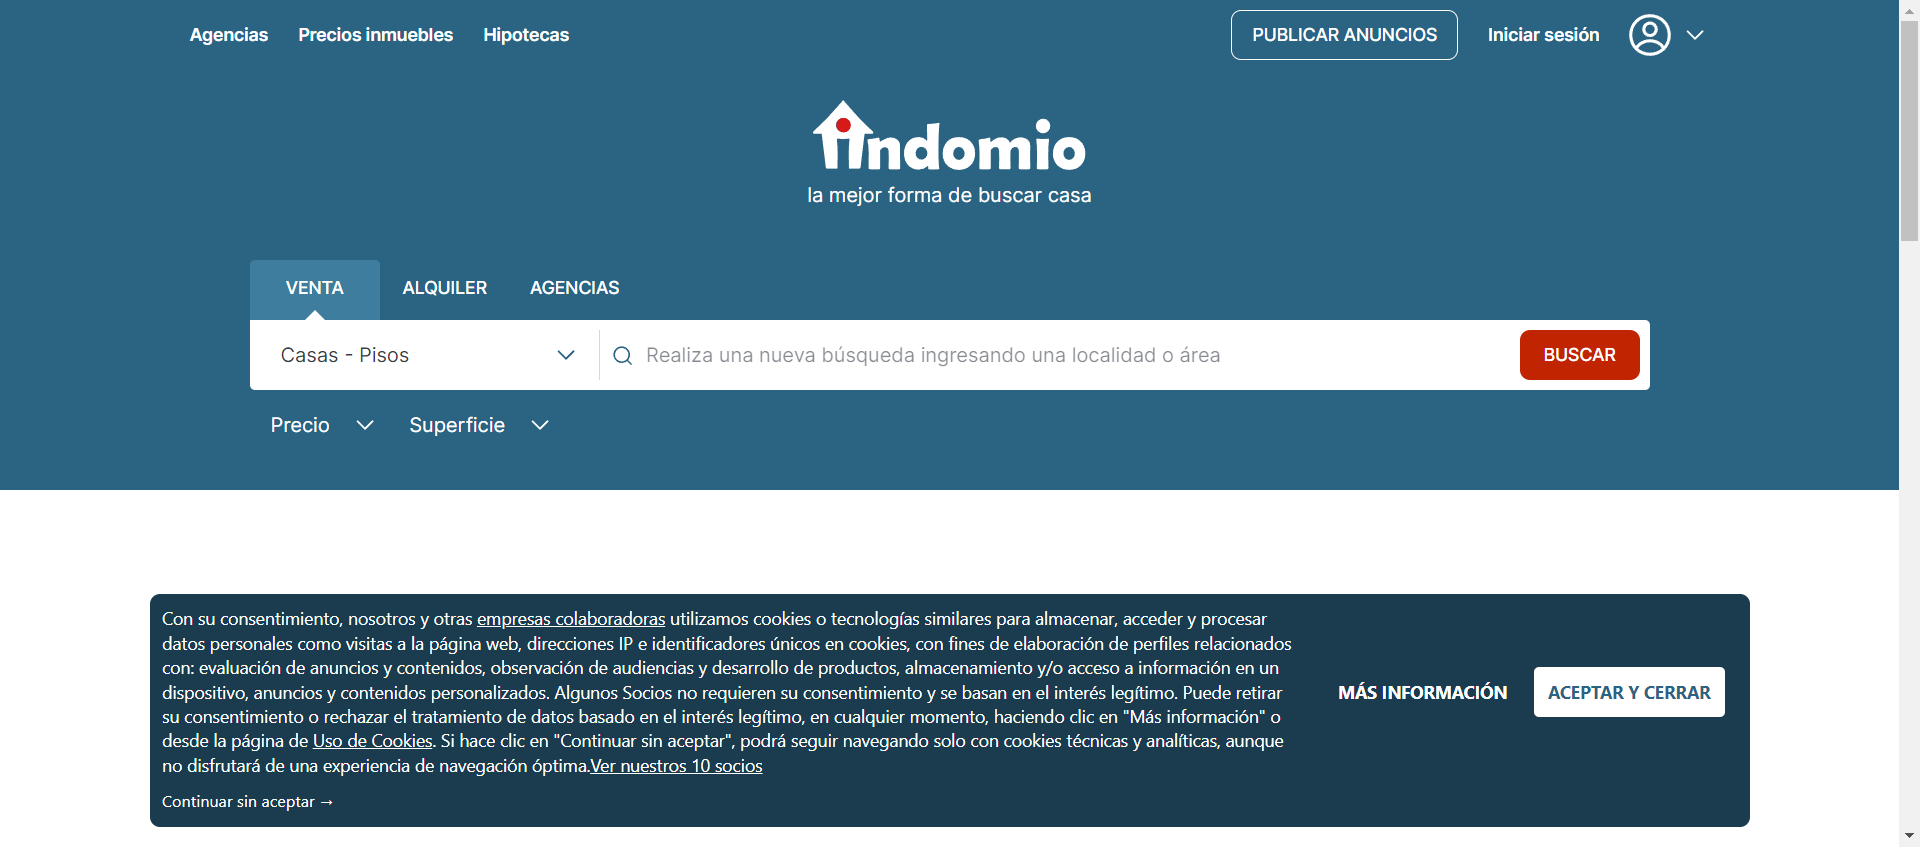 Agencias Precios inmuebles Hipotecas PUBLICAR ANUNCIOS Iniciar sesión
indomio
la mejor forma de buscar casa
VENTA ALQUILER AGENCIAS
Casas - Pisos Realiza una nueva búsqueda ingresando una localidad o área BUSCAR
Precio Superficie
Con su consentimiento, nosotros y otras empresas colaboradoras utilizamos cookies o tecnologías similares para almacenar, acceder y procesar
datos personales como visitas a la página web, direcciones IP e identificadores únicos en cookies, con fines de elaboración de perfiles relacionados
con: evaluación de anuncios y contenidos, observación de audiencias y desarrollo de productos, almacenamiento y/o acceso a información en un
dispositivo, anuncios y contenidos personalizados. Algunos Socios no requieren su consentimiento y se basan en el interés legítimo. Puede retirar
su consentimiento o rechazar el tratamiento de datos basado en el interés legítimo, en cualquier momento, haciendo clic en "Más información" o
desde la página de Uso de Cookies. Si hace clic en "Continuar sin aceptar", podrá seguir navegando solo con cookies técnicas y analíticas, aunque
no disfrutará de una experiencia de navegación óptima.Ver nuestros 10 socios
Continuar sin aceptar →
MÁS INFORMACIÓN ACEPTAR Y CERRAR